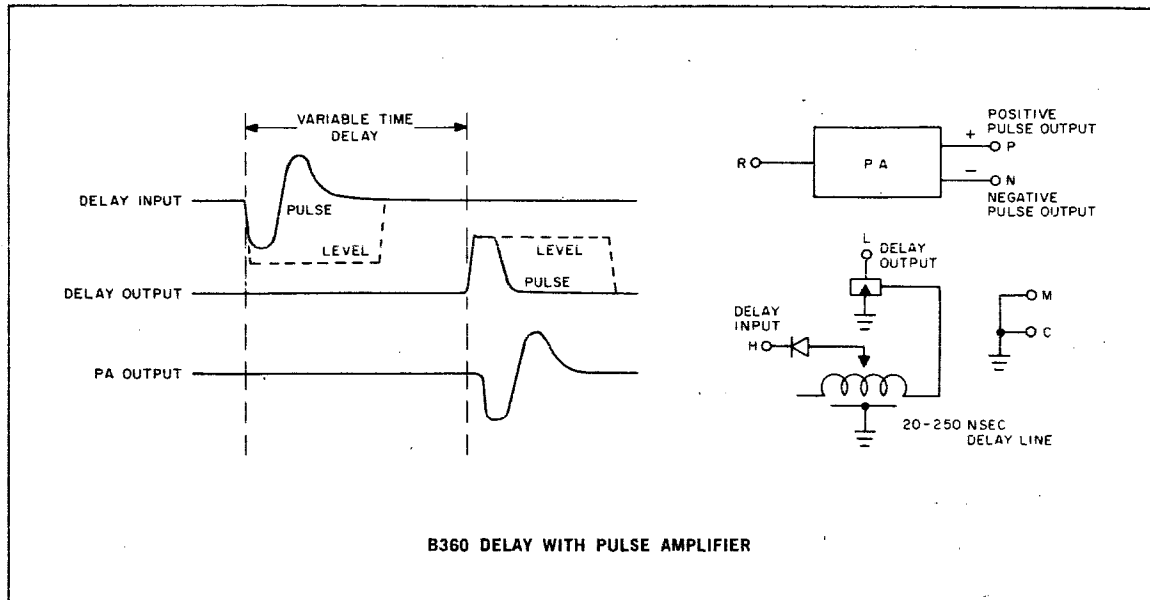 VARIABLE TIME
DELAY
DELAY INPUT
PULSE
LEVEL
DELAY OUTPUT
LEVEL
PULSE
PA OUTPUT
POSITIVE
PULSE OUTPUT
+
P
R
PA
−
N
NEGATIVE
PULSE OUTPUT
L
DELAY
OUTPUT
DELAY
INPUT
H
M
C
20-250 NSEC
DELAY LINE
B360 DELAY WITH PULSE AMPLIFIER